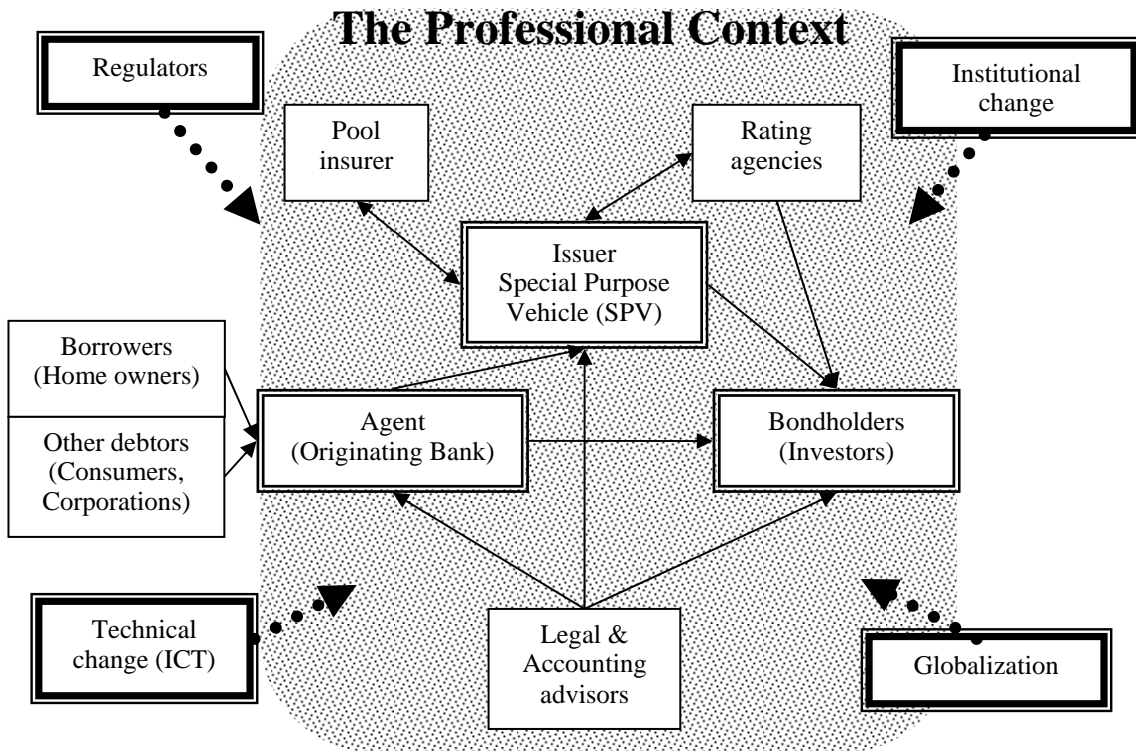 The Professional Context
Regulators
Institutional
change
Pool
insurer
Rating
agencies
Issuer
Special Purpose
Vehicle (SPV)
Borrowers
(Home owners)
Other debtors
(Consumers,
Corporations)
Agent
(Originating Bank)
Bondholders
(Investors)
Technical
change (ICT)
Legal &
Accounting
advisors
Globalization